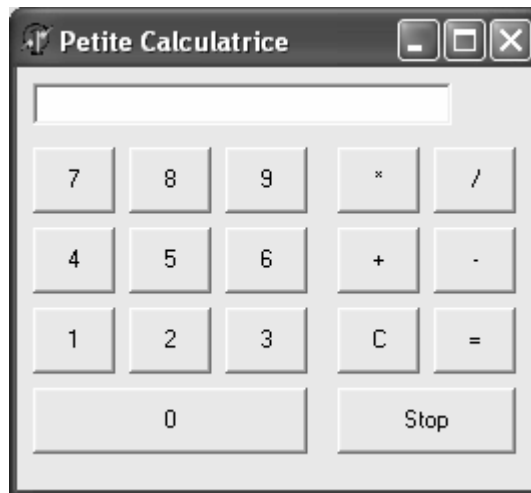 Petite Calculatrice
7 8 9 * /
4 5 6 + -
1 2 3 C =
0 Stop